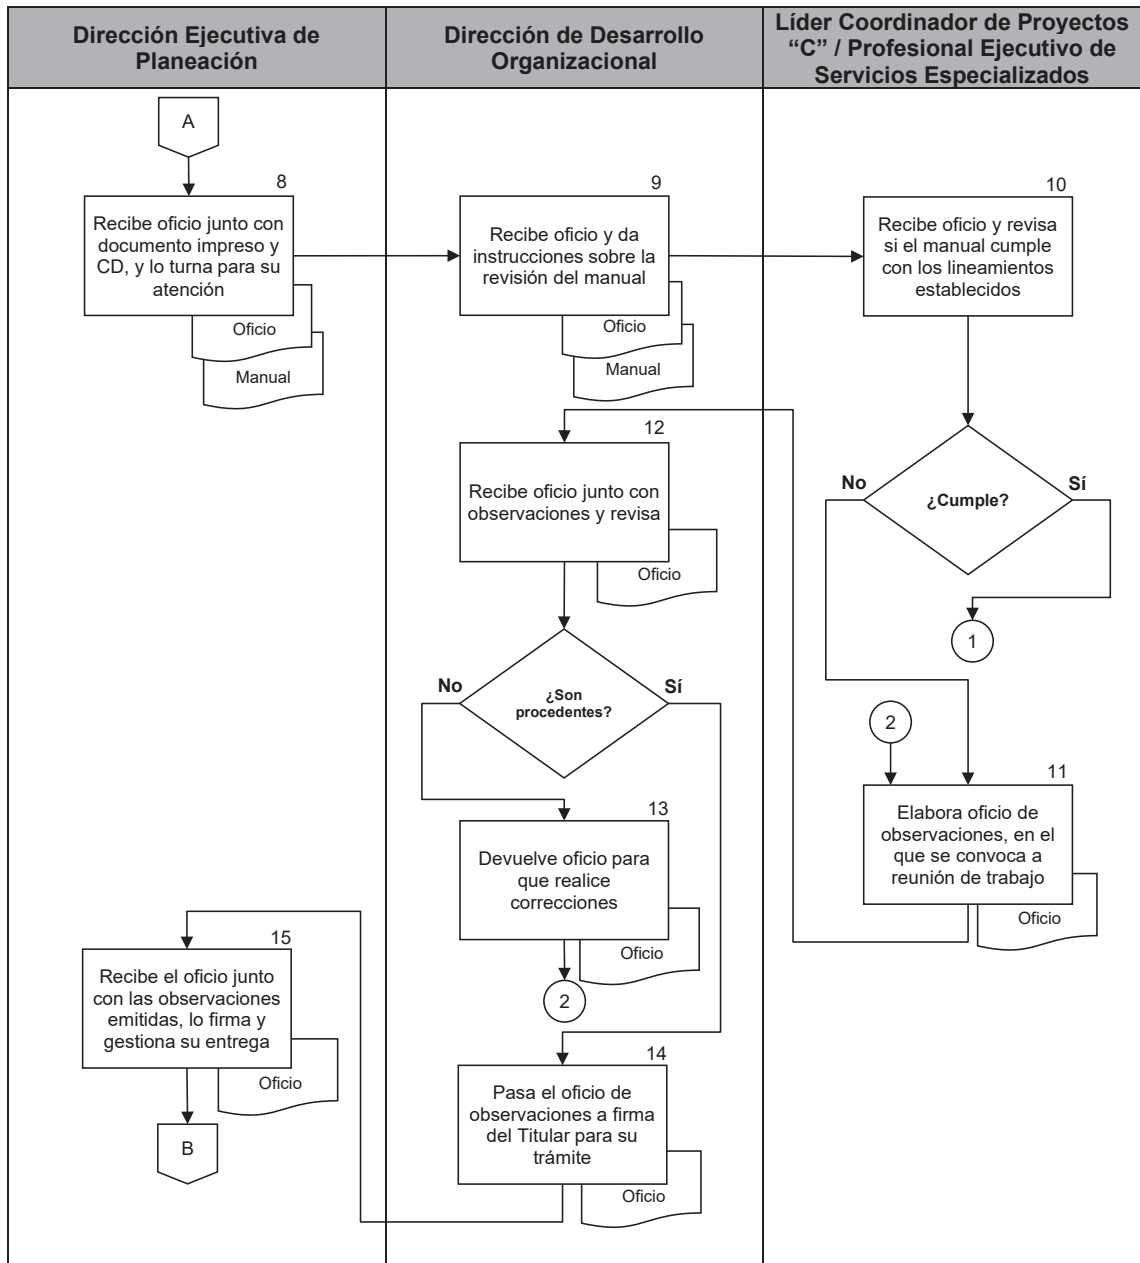 Dirección Ejecutiva de
Planeación
Dirección de Desarrollo
Organizacional
Líder Coordinador de Proyectos
“C” / Profesional Ejecutivo de
Servicios Especializados
A
8
Recibe oficio junto con
documento impreso y
CD, y lo turna para su
atención
Oficio
Manual
9
Recibe oficio y da
instrucciones sobre la
revisión del manual
Oficio
Manual
10
Recibe oficio y revisa
si el manual cumple
con los lineamientos
establecidos
¿Cumple?
No
Sí
1
2
11
Elabora oficio de
observaciones, en el
que se convoca a
reunión de trabajo
Oficio
12
Recibe oficio junto con
observaciones y revisa
Oficio
¿Son
procedentes?
No
Sí
13
Devuelve oficio para
que realice
correcciones
Oficio
2
14
Pasa el oficio de
observaciones a firma
del Titular para su
trámite
Oficio
15
Recibe el oficio junto
con las observaciones
emitidas, lo firma y
gestiona su entrega
Oficio
B